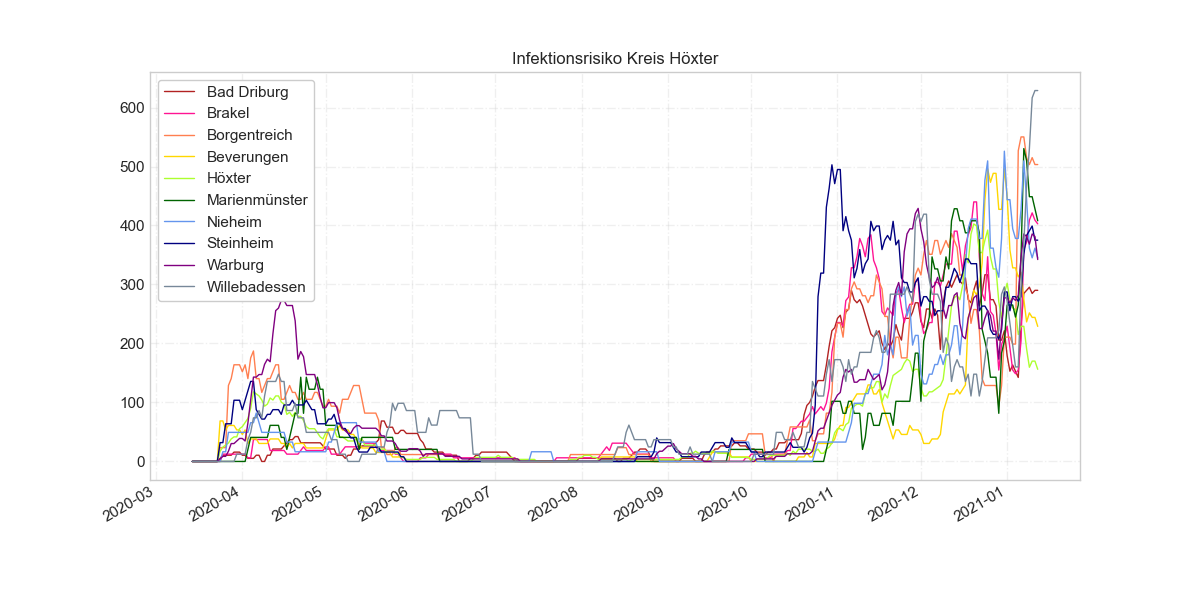 Infektionsrisiko Kreis Höxter
Bad Driburg
Brakel
Borgentreich
Beverungen
Höxter
Marienmünster
Nieheim
Steinheim
Warburg
Willebadessen
600
500
400
300
200
100
0
2020-03
2020-04
2020-05
2020-06
2020-07
2020-08
2020-09
2020-10
2020-11
2020-12
2021-01